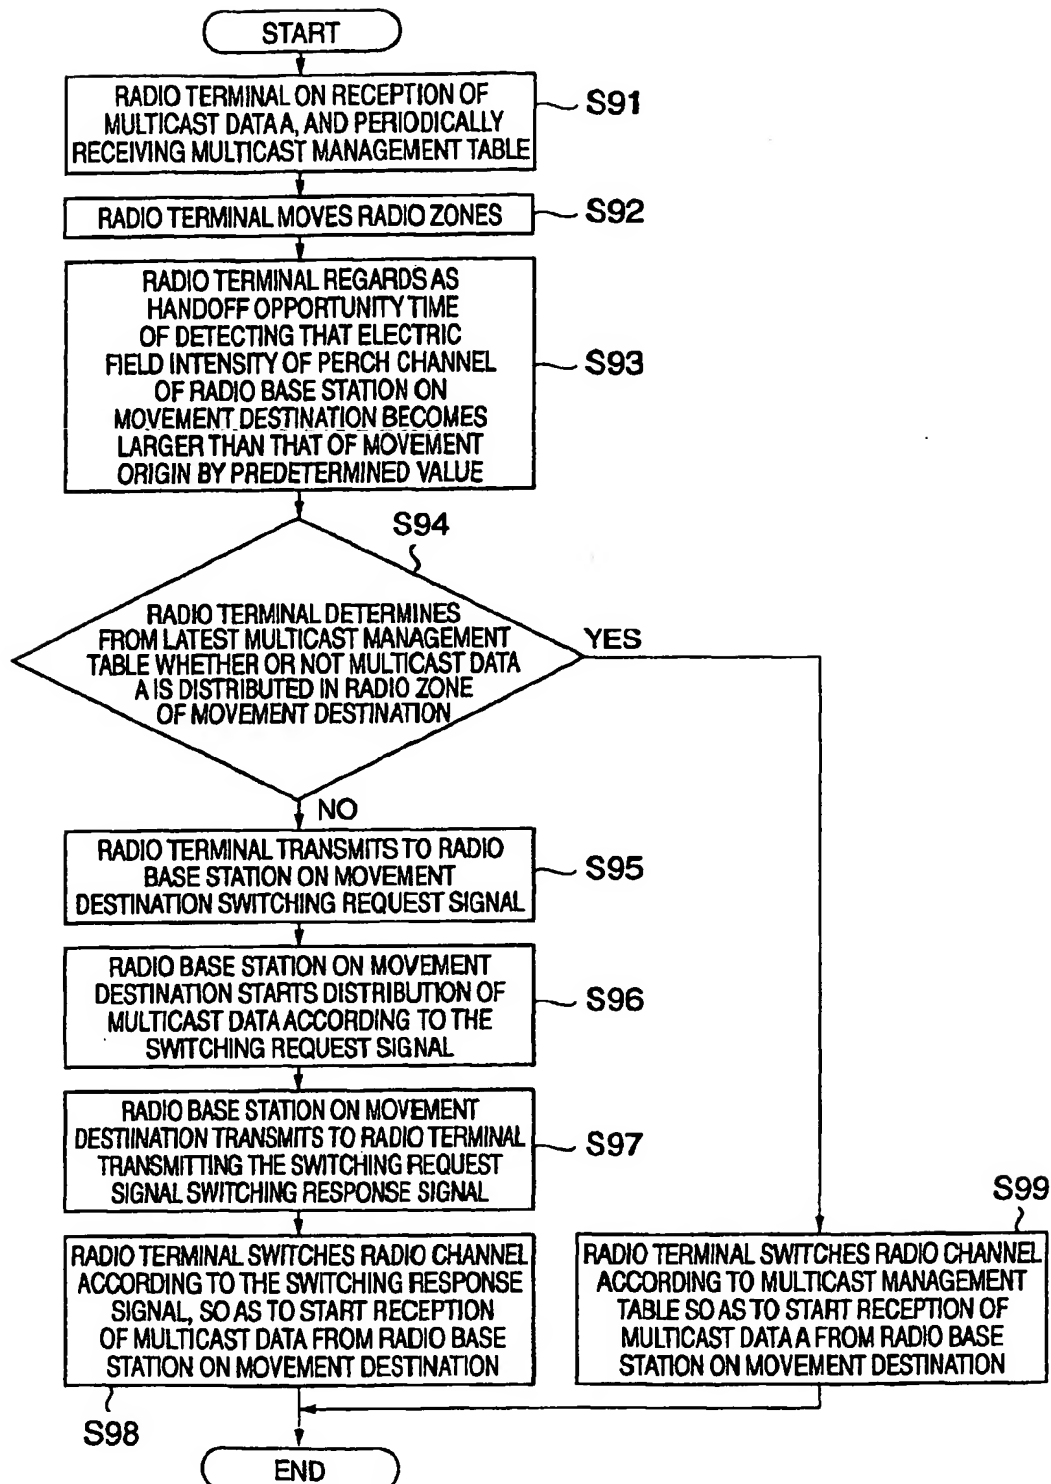 START
RADIO TERMINAL ON RECEPTION OF
MULTICAST DATA A, AND PERIODICALLY
RECEIVING MULTICAST MANAGEMENT TABLE
S91
RADIO TERMINAL MOVES RADIO ZONES
S92
RADIO TERMINAL REGARDS AS
HANDOFF OPPORTUNITY TIME
OF DETECTING THAT ELECTRIC
FIELD INTENSITY OF PERCH CHANNEL
OF RADIO BASE STATION ON
MOVEMENT DESTINATION BECOMES
LARGER THAN THAT OF MOVEMENT
ORIGIN BY PREDETERMINED VALUE
S93
S94
RADIO TERMINAL DETERMINES
FROM LATEST MULTICAST MANAGEMENT
TABLE WHETHER OR NOT MULTICAST DATA
A IS DISTRIBUTED IN RADIO ZONE
OF MOVEMENT DESTINATION
YES
NO
RADIO TERMINAL TRANSMITS TO RADIO
BASE STATION ON MOVEMENT
DESTINATION SWITCHING REQUEST SIGNAL
S95
RADIO BASE STATION ON MOVEMENT
DESTINATION STARTS DISTRIBUTION OF
MULTICAST DATA ACCORDING TO THE
SWITCHING REQUEST SIGNAL
S96
RADIO BASE STATION ON MOVEMENT
DESTIINATION TRANSMITS TO RADIO TERMINAL
TRANSMITTING THE SWITCHING REQUEST
SIGNAL SWITCHING RESPONSE SIGNAL
S97
RADIO TERMINAL SWITCHES RADIO CHANNEL
ACCORDING TO THE SWITCHING RESPONSE
SIGNAL, SO AS TO START RECEPTION
OF MULTICAST DATA FROM RADIO BASE
STATION ON MOVEMENT DESTINATION
S98
S99
RADIO TERMINAL SWITCHES RADIO CHANNEL
ACCORDING TO MULTICAST MANAGEMENT
TABLE SO AS TO START RECEPTION OF
MULTICAST DATA A FROM RADIO BASE
STATION ON MOVEMENT DESTINATION
END